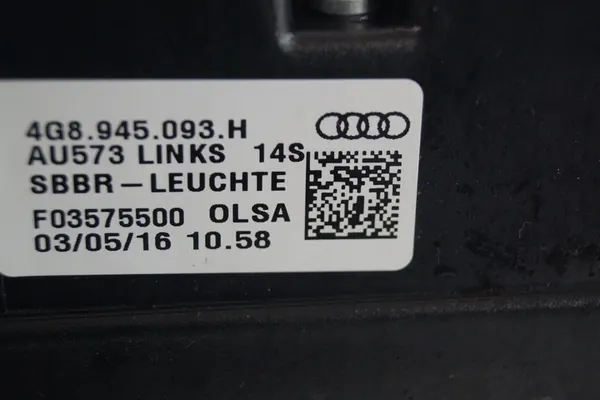 4G8.945.093.H
AU573 LINKS 14S
SBBR-LEUCHTE
F03575500 OLSA
03/05/16 10.58